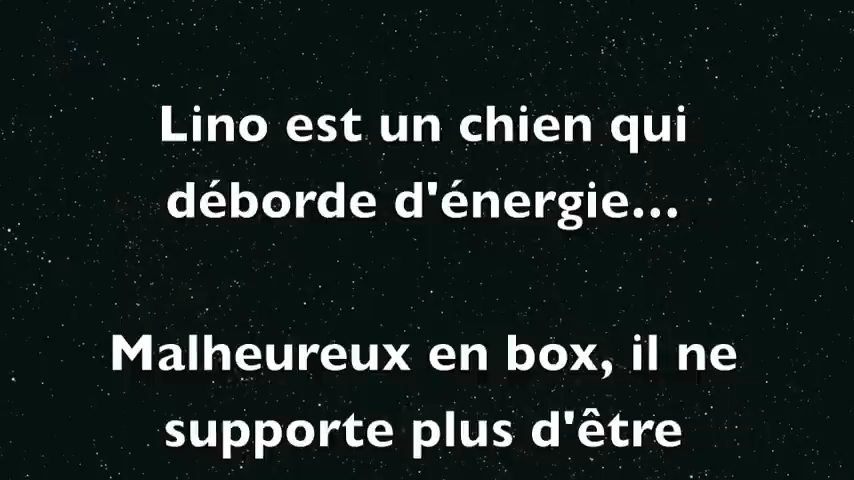 Lino est un chien qui
déborde d'énergie...
Malheureux en box, il ne
supporte plus d'être